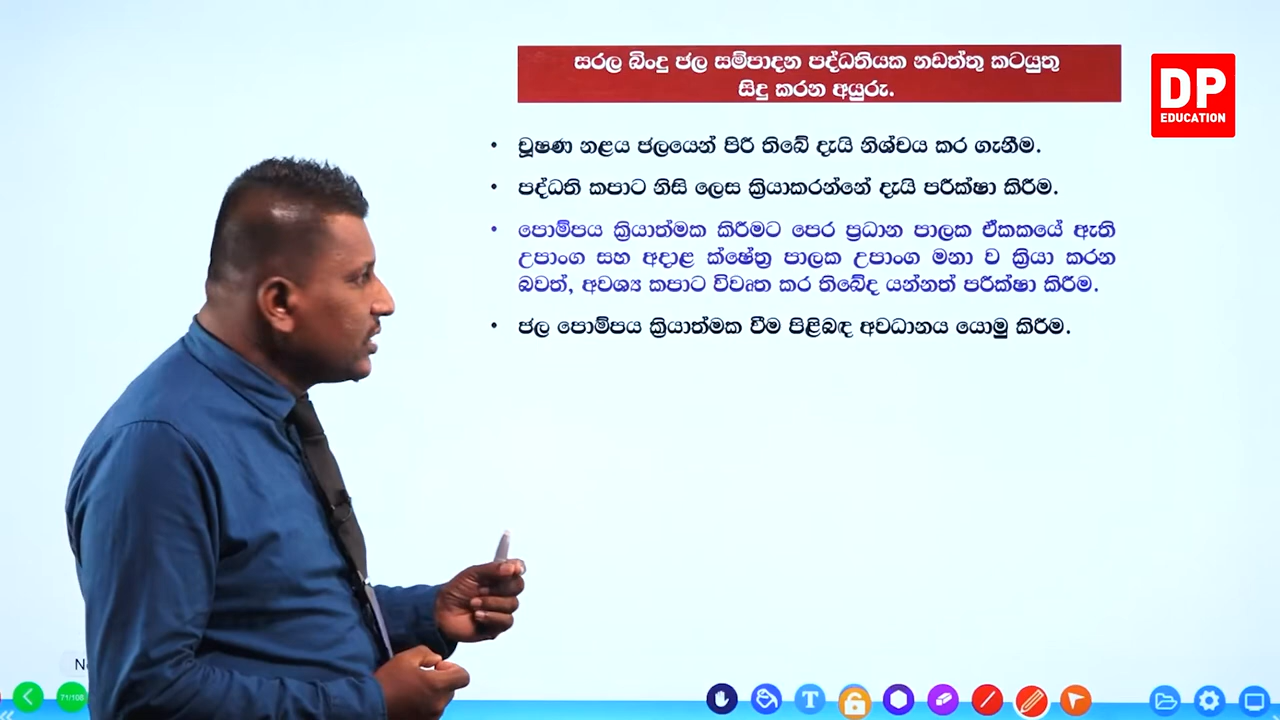 සරල බිංදු ජල සම්පාදන පද්ධතියක නඩත්තු කටයුතු
සිදු කරන අයුරු.
DP
EDUCATION
• චූෂණ නළය ජලයෙන් පිරී තිබේ දැයි නිශ්චය කර ගැනීම.
• පද්ධති කපාට නිසි ලෙස ක්‍රියාකරන්නේ දැයි පරීක්ෂා කිරීම.
• පොම්පය ක්‍රියාත්මක කිරීමට පෙර ප්‍රධාන පාලක ඒකකයේ ඇති
උපාංග සහ අදාළ ක්ෂේත්‍ර පාලක උපාංග මනා ව ක්‍රියා කරන
බවත්, අවශ්‍ය කපාට විවෘත කර තිබේද යන්නත් පරීක්ෂා කිරීම.
• ජල පොම්පය ක්‍රියාත්මක වීම පිළිබඳ අවධානය යොමු කිරීම.
71/108
T